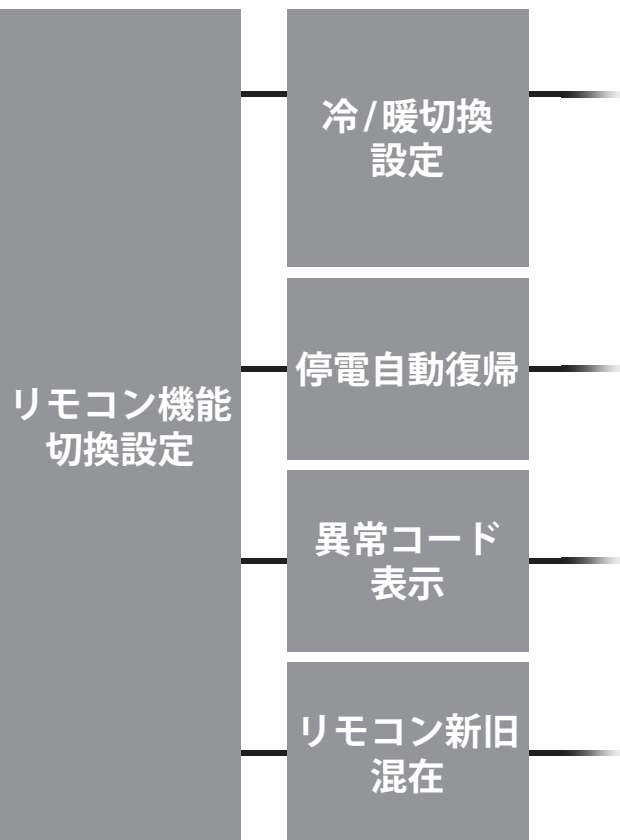 リモコン機能
切換設定
冷/暖切換
設定
停電自動復帰
異常コード
表示
リモコン新旧
混在